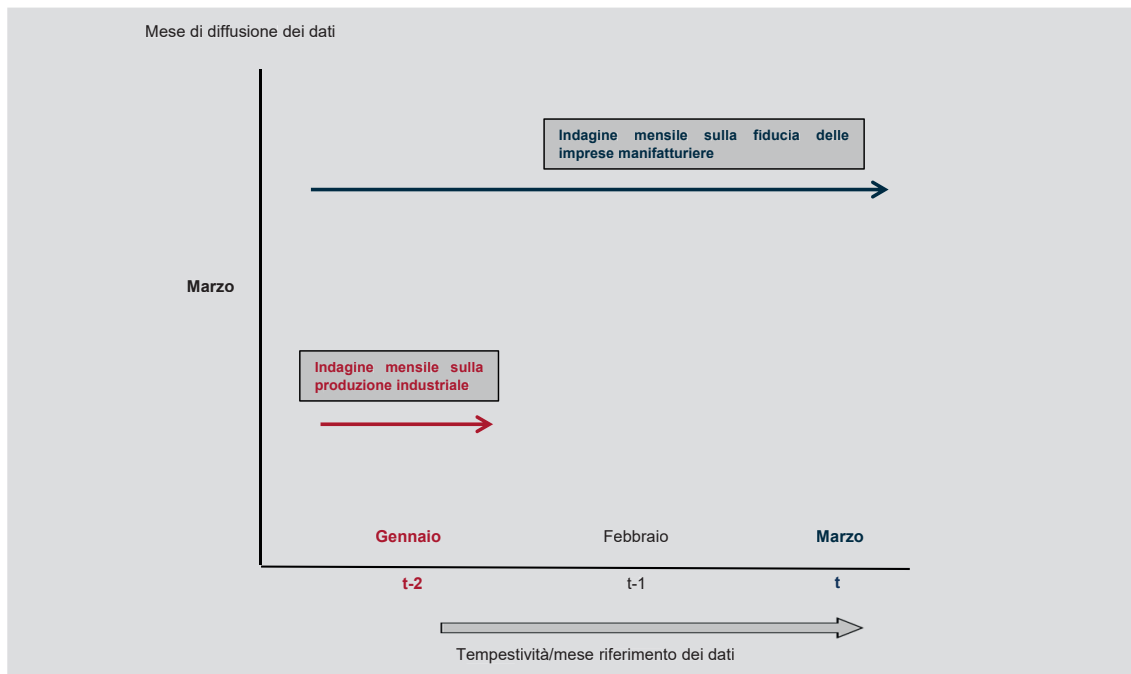 Mese di diffusione dei dati
Indagine mensile sulla fiducia delle
imprese manifatturiere
Marzo
Indagine mensile sulla
produzione industriale
Gennaio Febbraio Marzo
t-2 t-1 t
Tempestività/mese riferimento dei dati